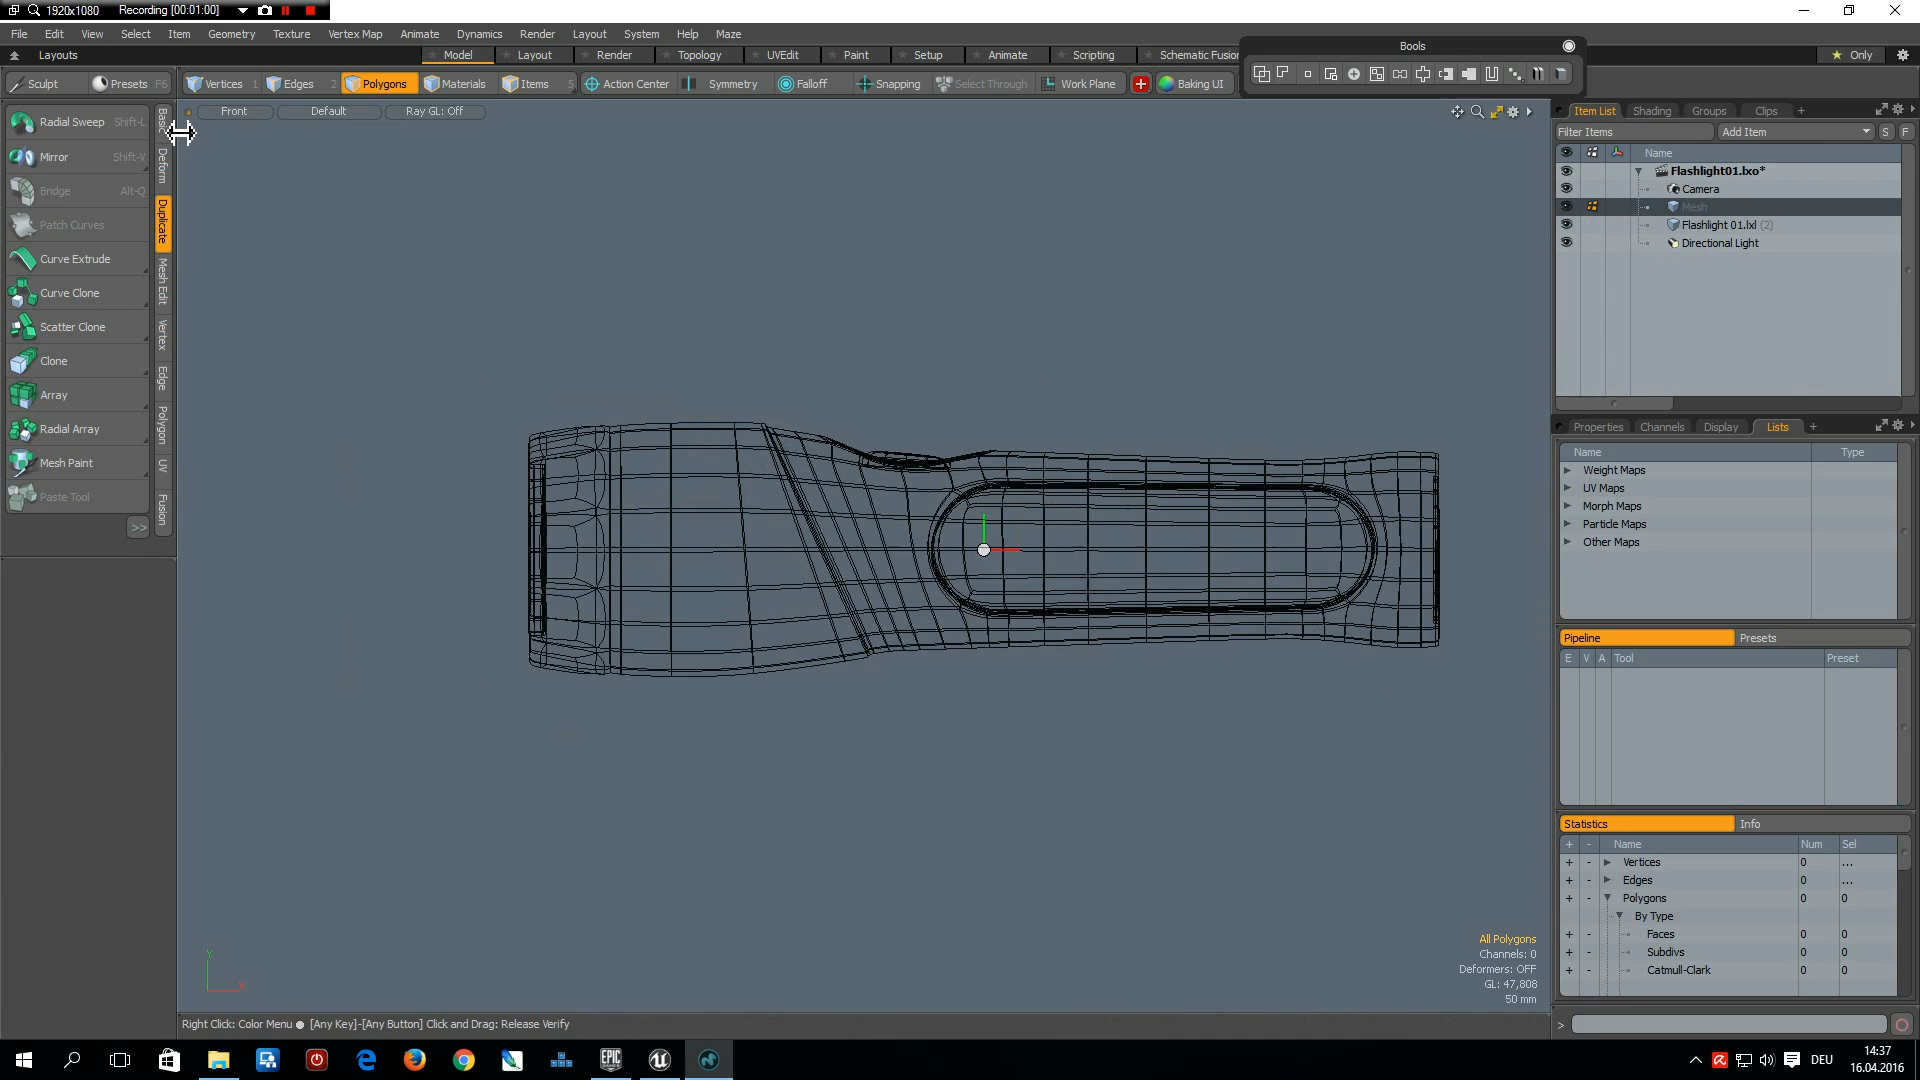 1920x1080 Recording [00:01:00]
File Edit View Select Item Geometry Texture Vertex Map Animate Dynamics Render Layout System Render Help Maze
Layouts Model Layout Render Topology UVEdit Paint Setup Animate Scripting Schematic Fusion Only
Bools
Sculpt Presets F6 Vertices 1 Edges 2 Polygons Materials Items 5 Action Center Symmetry Falloff Snapping Select Through Work Plane Baking UI
Front Default Ray GL: Off
Radial Sweep Shift-L
Mirror Shift-V
Bridge Alt-Q
Patch Curves
Curve Extrude
Curve Clone
Scatter Clone
Clone
Array
Radial Array
Mesh Paint
Paste Tool
>>
Basic
Deform
Duplicate
Mesh Edit
Vertex
Edge
Polygon
UV
Fusion
Item List Shading Groups Clips +
Filter Items Add Item S F
Name
Flashlight01.lxo*
Camera
Mesh
Flashlight 01.lxl (2)
Directional Light
Properties Channels Display Lists +
Name Type
Weight Maps
UV Maps
Morph Maps
Particle Maps
Other Maps
Pipeline Presets
E V A Tool Preset
Statistics Info
+ - Name Num Sel
+ - Vertices 0 ...
+ - Edges 0 ...
+ - Polygons 0 0
By Type
+ - Faces 0 0
+ - Subdivs 0 0
+ - Catmull-Clark 0 0
All Polygons
Channels: 0
Deformers: OFF
GL: 47,808
50 mm
Y
X
Right Click: Color Menu ● [Any Key]-[Any Button] Click and Drag: Release Verify
>
EPIC GAMES
DEU
14:37
16.04.2016